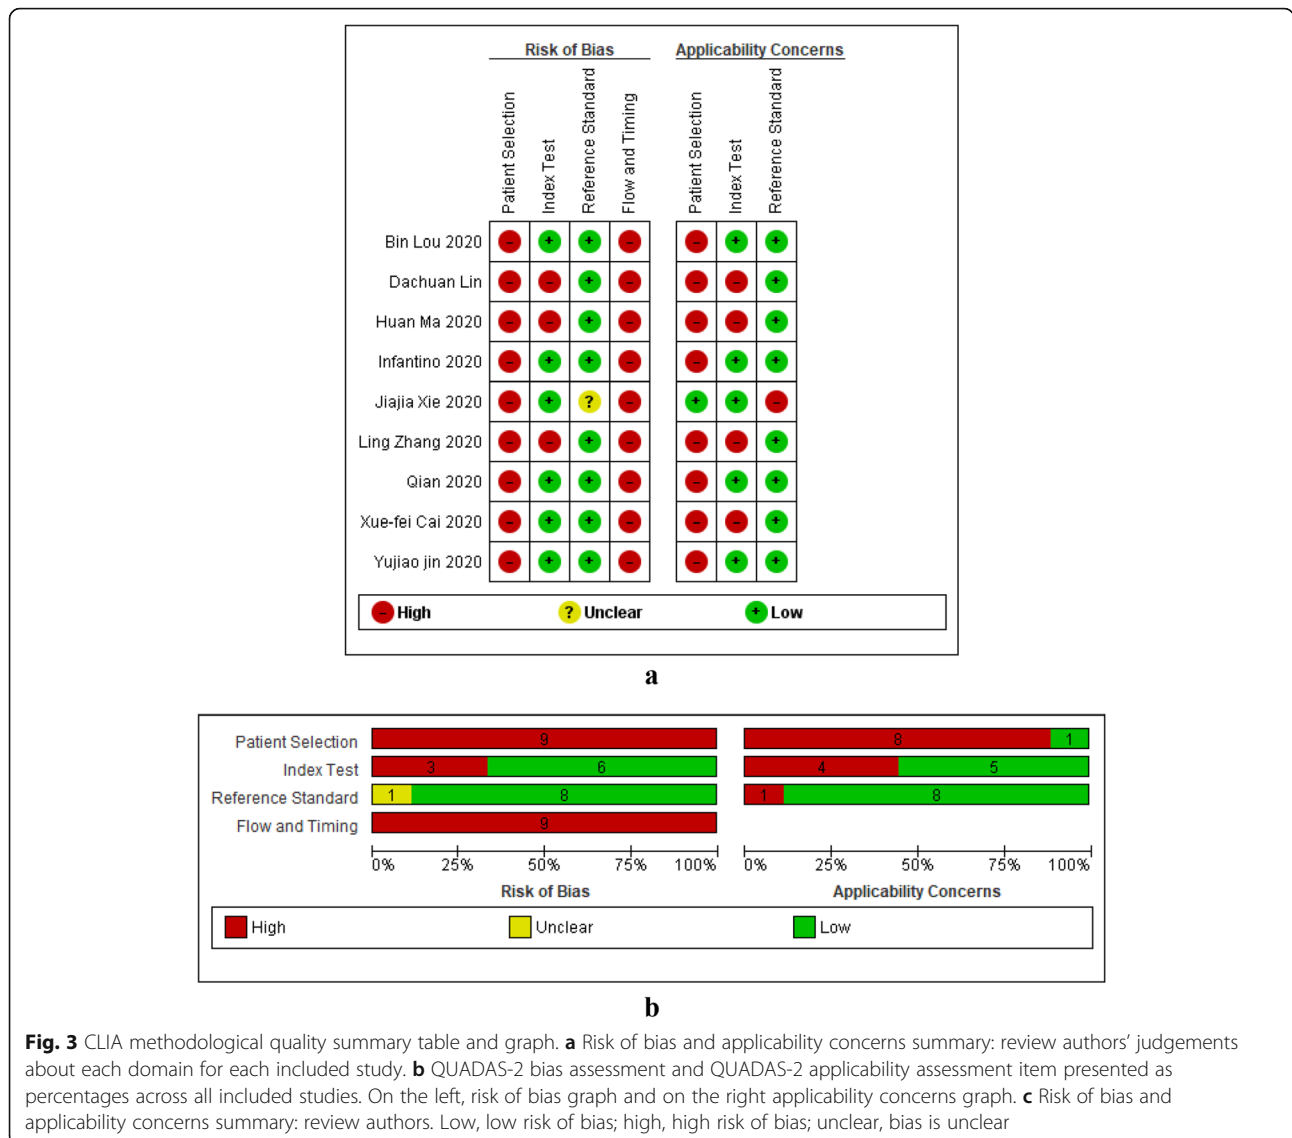 Risk of Bias
Applicability Concerns
Patient Selection
Index Test
Reference Standard
Flow and Timing
Patient Selection
Index Test
Reference Standard
Bin Lou 2020 - + + - - + +
Dachuan Lin - - + - - - +
Huan Ma 2020 - - + - - - +
Infantino 2020 - + + - - + +
Jiajia Xie 2020 - + ? - + + -
Ling Zhang 2020 - - + - - - +
Qian 2020 - + + - - + +
Xue-fei Cai 2020 - + + - - - +
Yujiao jin 2020 - + + - - + +
- High ? Unclear + Low
a
Patient Selection 9 8 1
Index Test 3 6 4 5
Reference Standard 1 8 1 8
Flow and Timing 9
0% 25% 50% 75% 100% 0% 25% 50% 75% 100%
Risk of Bias Applicability Concerns
High Unclear Low
b
Fig. 3 CLIA methodological quality summary table and graph. a Risk of bias and applicability concerns summary: review authors' judgements
about each domain for each included study. b QUADAS-2 bias assessment and QUADAS-2 applicability assessment item presented as
percentages across all included studies. On the left, risk of bias graph and on the right applicability concerns graph. c Risk of bias and
applicability concerns summary: review authors. Low, low risk of bias; high, high risk of bias; unclear, bias is unclear